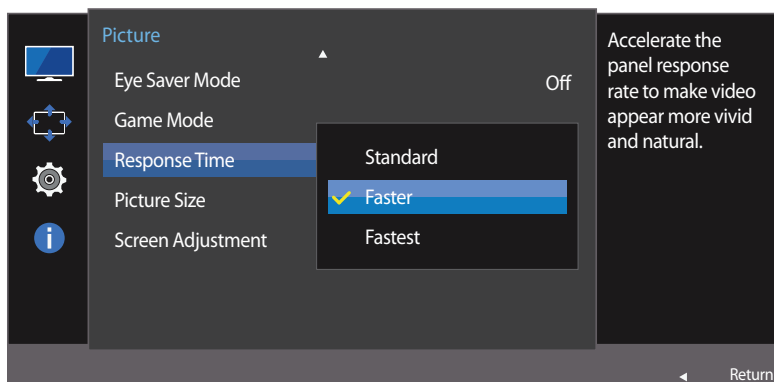 Picture
Eye Saver Mode Off
Game Mode
Response Time
Picture Size
Screen Adjustment
Standard
Faster
Fastest
Accelerate the
panel response
rate to make video
appear more vivid
and natural.
Return